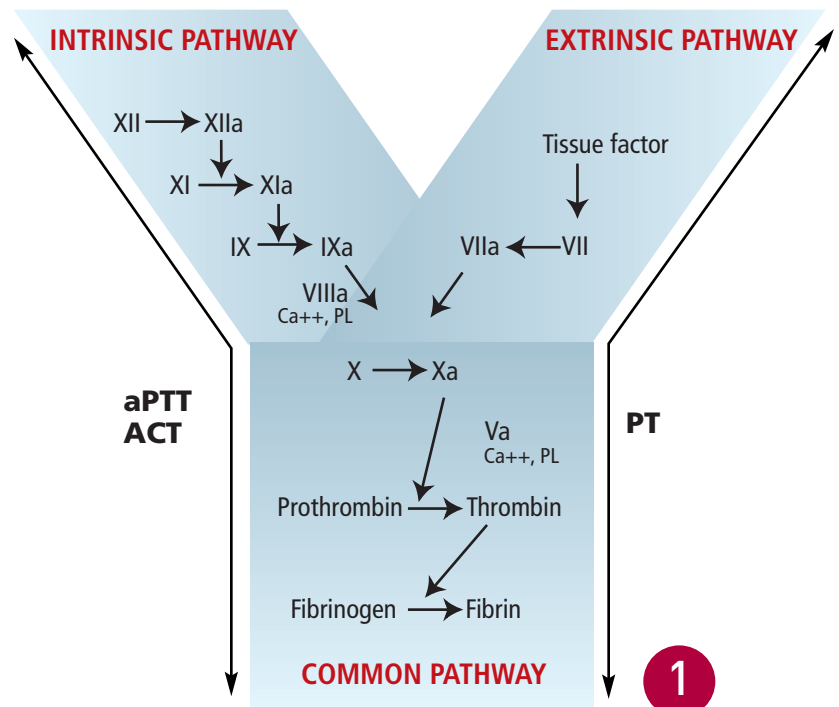 INTRINSIC PATHWAY
EXTRINSIC PATHWAY
XII XIIa
Tissue factor
XI XIa
IX IXa
VIIa VII
VIIIa
Ca++, PL
X Xa
aPTT
ACT
PT
Va
Ca++, PL
Prothrombin Thrombin
Fibrinogen Fibrin
COMMON PATHWAY
1